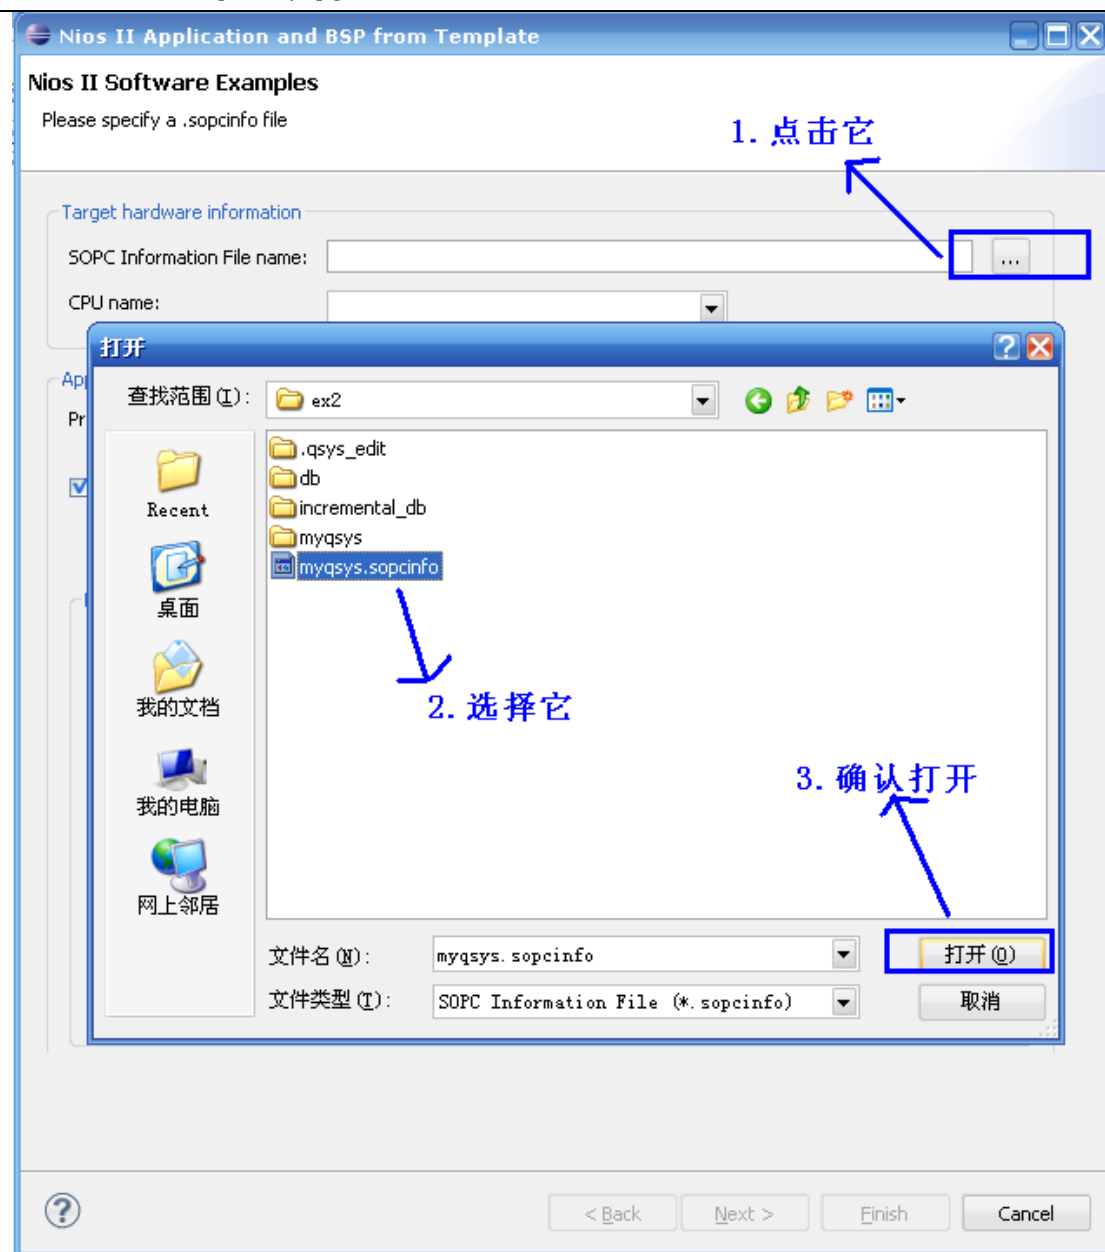 Nios II Application and BSP from Template
Nios II Software Examples
Please specify a .sopcinfo file
1. 点击它
Target hardware information
SOPC Information File name:
...
CPU name:
打开
App
Pr
查找范围(I):
ex2
.qsys_edit
db
incremental_db
myqsys
myqsys.sopcinfo
Recent
桌面
我的文档
我的电脑
网上邻居
2. 选择它
3. 确认打开
文件名(N):
myqsys.sopcinfo
打开(O)
文件类型(T):
SOPC Information File (*.sopcinfo)
取消
< Back
Next >
Finish
Cancel